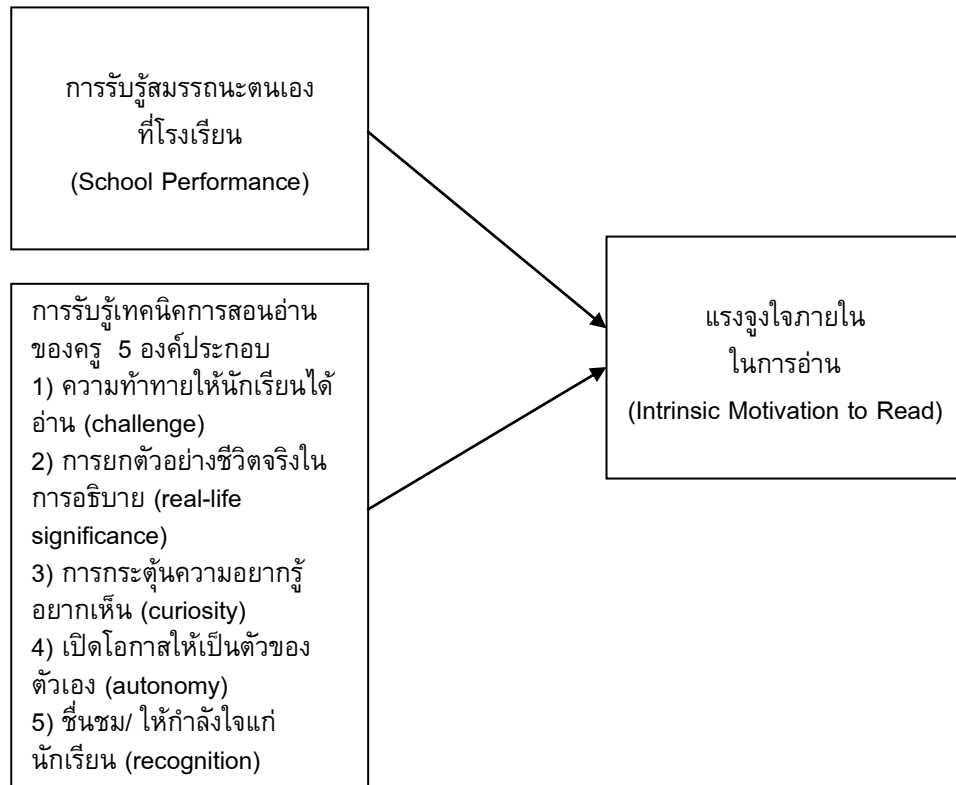 การรับรู้สมรรถนะตนเอง
ที่โรงเรียน
(School Performance)
การรับรู้เทคนิคการสอนอ่าน
ของครู 5 องค์ประกอบ
1) ความท้าทายให้นักเรียนได้
อ่าน (challenge)
2) การยกตัวอย่างชีวิตจริงใน
การอธิบาย (real-life
significance)
3) การกระตุ้นความอยากรู้
อยากเห็น (curiosity)
4) เปิดโอกาสให้เป็นตัวของ
ตัวเอง (autonomy)
5) ชื่นชม/ ให้กำลังใจแก่
นักเรียน (recognition)
แรงจูงใจภายใน
ในการอ่าน
(Intrinsic Motivation to Read)